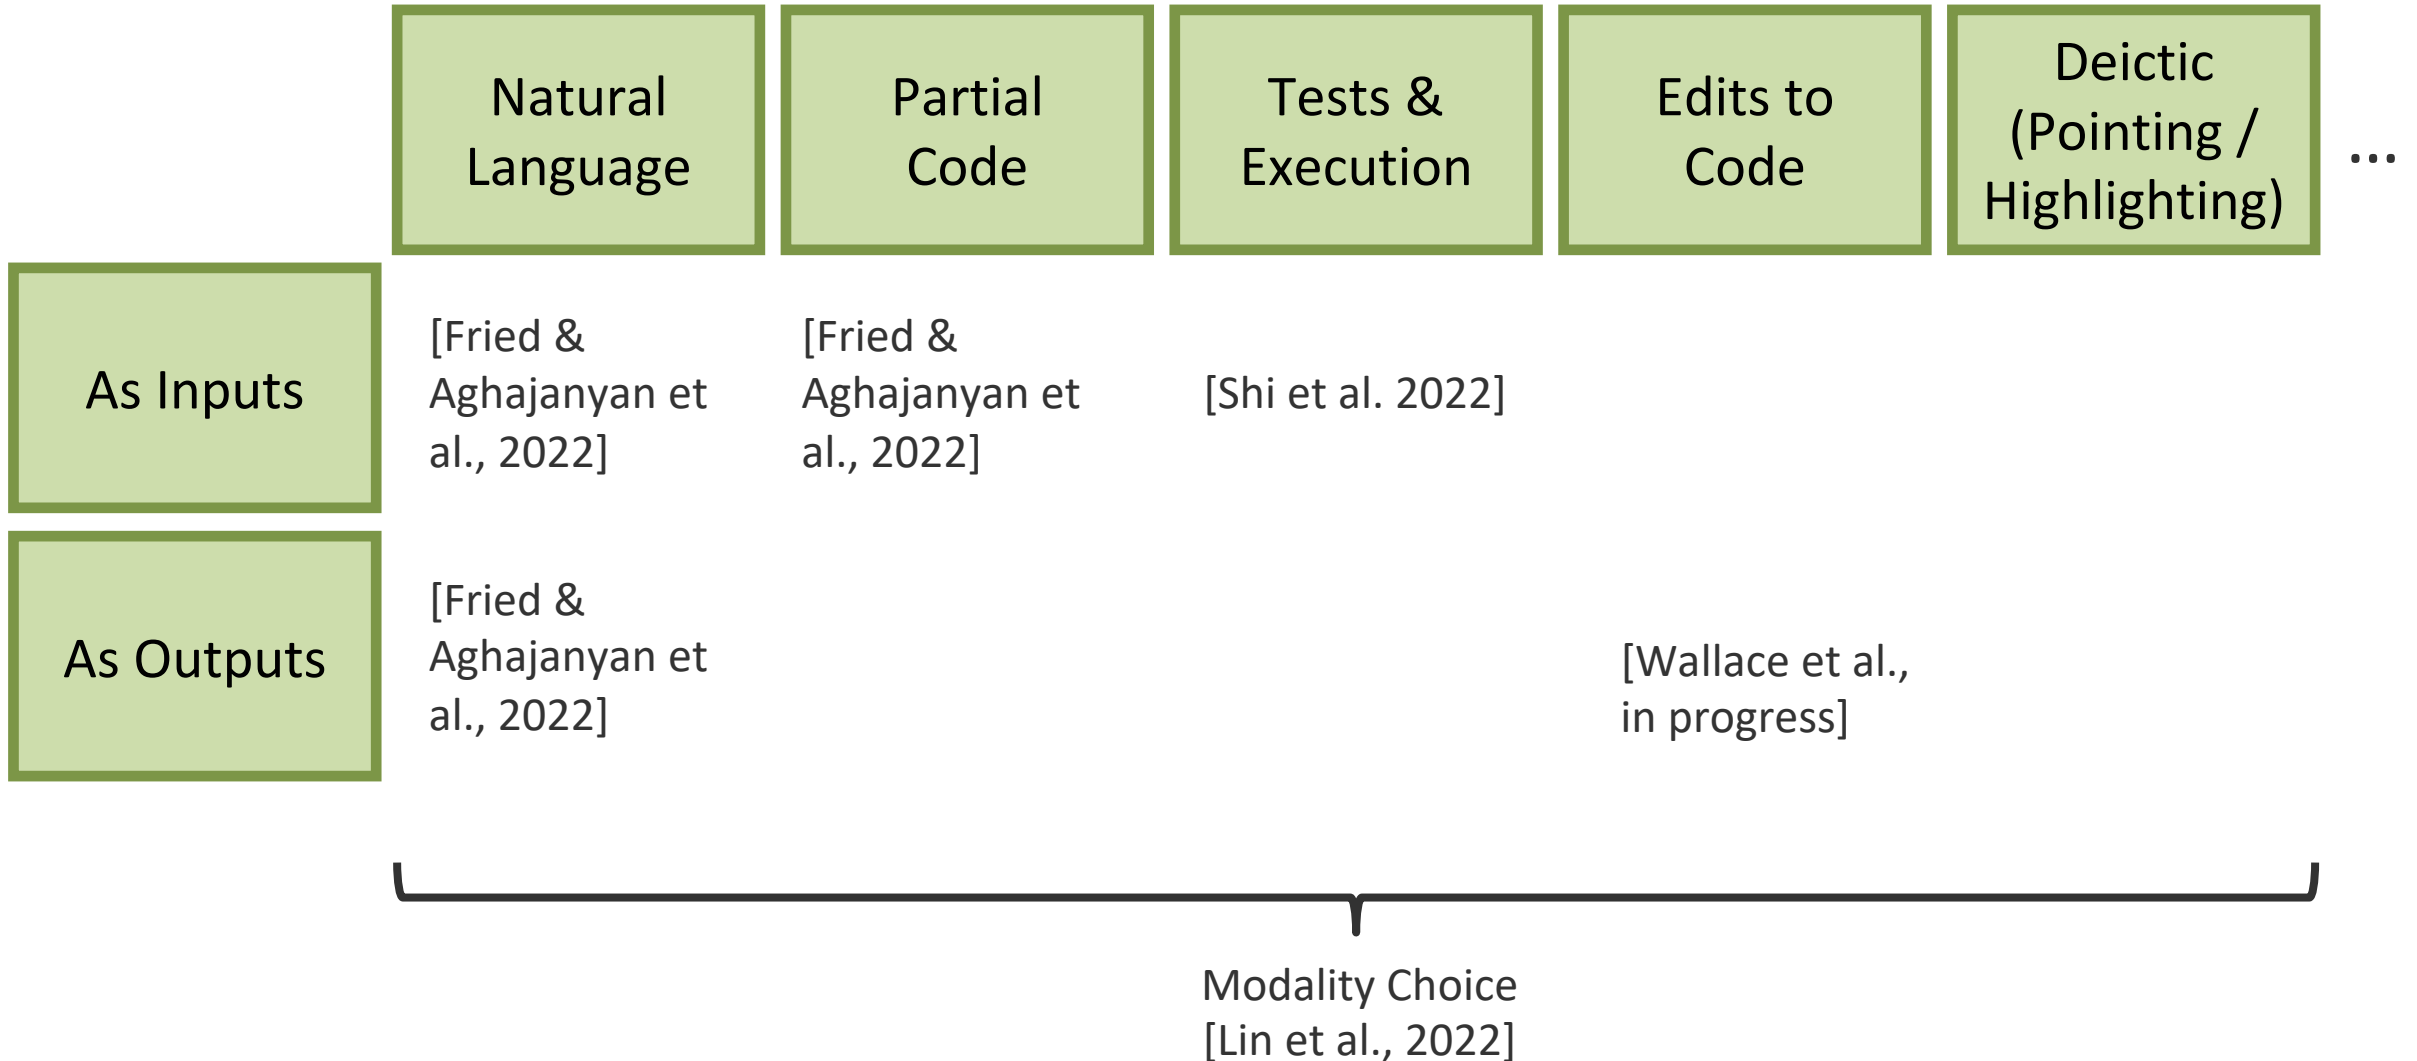 Natural
Language
Partial
Code
Tests &
Execution
Edits to
Code
Deictic
(Pointing /
Highlighting)
...
As Inputs
[Fried &
Aghajanyan et
al., 2022]
[Fried &
Aghajanyan et
al., 2022]
[Shi et al. 2022]
As Outputs
[Fried &
Aghajanyan et
al., 2022]
[Wallace et al.,
in progress]
Modality Choice
[Lin et al., 2022]